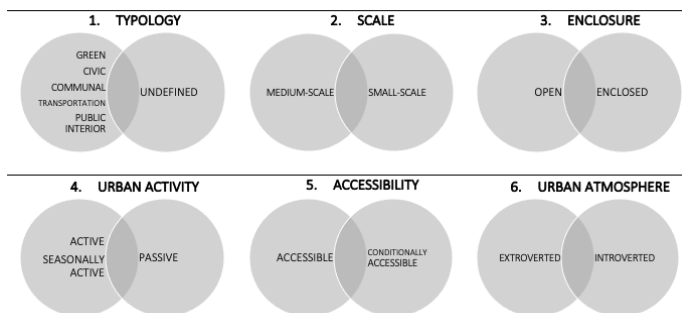 1. TYPOLOGY
GREEN
CIVIC
COMMUNAL
TRANSPORTATION
PUBLIC
INTERIOR
UNDEFINED
2. SCALE
MEDIUM-SCALE
SMALL-SCALE
3. ENCLOSURE
OPEN
ENCLOSED
4. URBAN ACTIVITY
ACTIVE
SEASONALLY
ACTIVE
PASSIVE
5. ACCESSIBILITY
ACCESSIBLE
CONDITIONALLY
ACCESSIBLE
6. URBAN ATMOSPHERE
EXTROVERTED
INTROVERTED